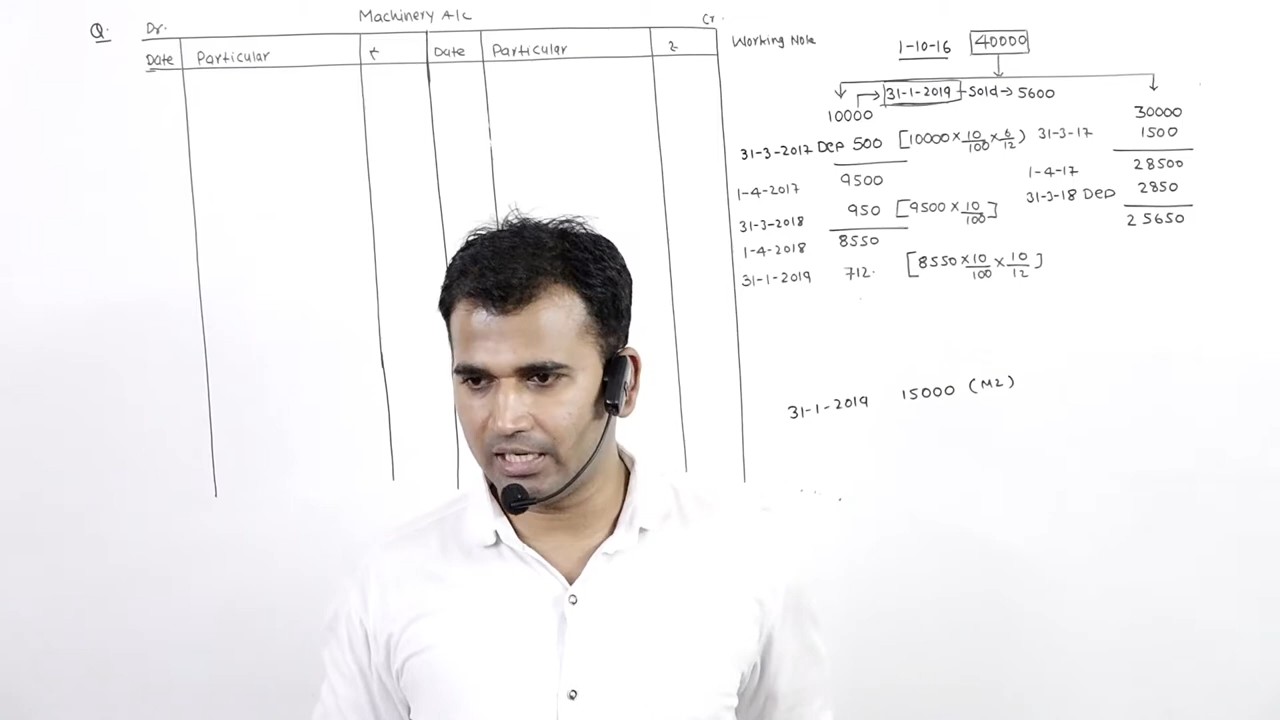 Q. Dr. Machinery A/c Cr.
Date Particular ₹ Date Particular ₹
Working Note
1-10-16 40000
31-1-2019 - Sold → 5600
10000 30000
31-3-2017 Dep 500 [10000 × 10/100 × 6/12) 31-3-17 1500
1-4-2017 9500 1-4-17 28500
31-3-2018 950 [9500 × 10/100] 31-3-18 Dep 2850
1-4-2018 8550 25650
31-1-2019 712. [8550 × 10/100 × 10/12]
31-1-2019 15000 (M2)